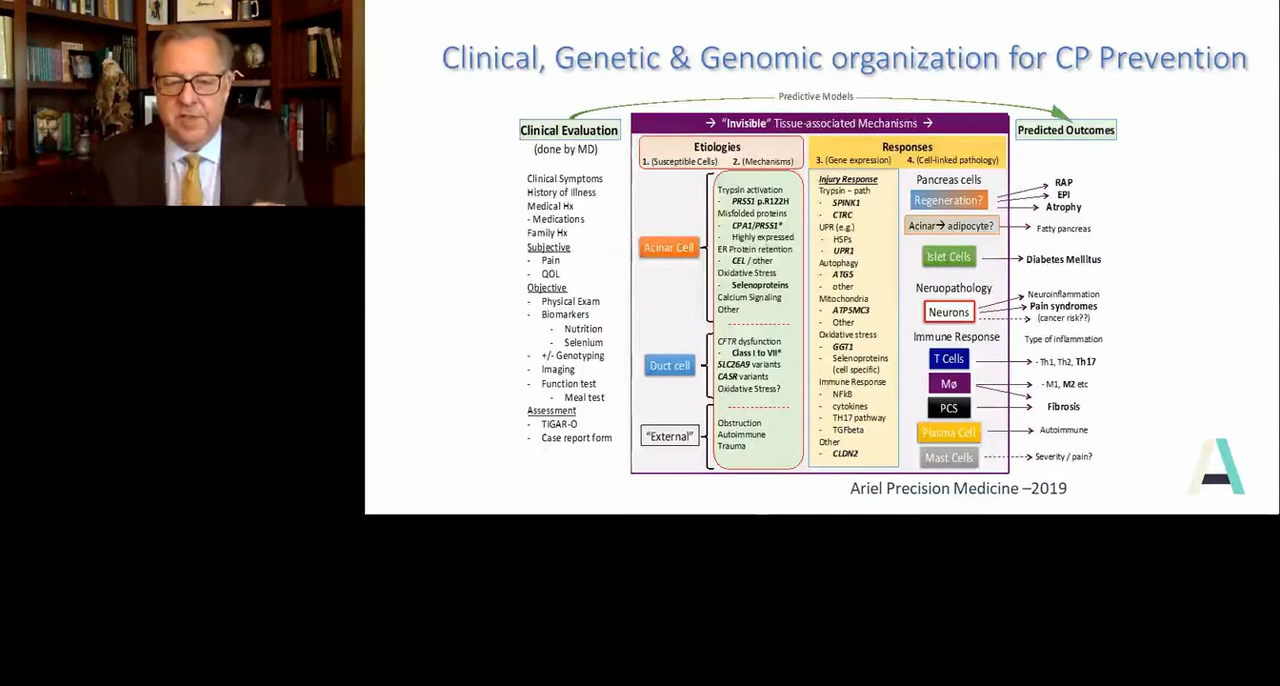 Clinical, Genetic & Genomic organization for CP Prevention
Predictive Models
Clinical Evaluation
(done by MD)
Clinical Symptoms
History of Illness
Medical Hx
- Medications
Family Hx
Subjective
- Pain
- QOL
Objective
- Physical Exam
- Biomarkers
- Nutrition
- Selenium
- +/- Genotyping
- Imaging
- Function test
- Meal test
Assessment
- TIGAR-O
- Case report form
→ "Invisible" Tissue-associated Mechanisms →
Etiologies
1. (Susceptible Cells) 2. (Mechanisms)
Acinar Cell
Duct cell
"External"
Trypsin activation
- PRSS1 p.R122H
Misfolded proteins
- CPA1/PRSS1*
- Highly expressed
ER Protein retention
- CEL / other
Oxidative Stress
- Selenoproteins
Calcium Signaling
Other
CFTR dysfunction
- Class I to VII*
SLC26A9 variants
CASR variants
Oxidative Stress?
Obstruction
Autoimmune
Trauma
Responses
3. (Gene expression) 4. (Cell-linked pathology)
Injury Response
Trypsin – path
- SPINK1
- CTRC
UPR (e.g.)
- HSPs
- UPR1
Autophagy
- ATG5
- other
Mitochondria
- ATP5MC3
- Other
Oxidative stress
- GGT1
- Selenoproteins
(cell specific)
Immune Response
- NFkB
- cytokines
- TH17 pathway
- TGFbeta
Other
- CLDN2
Pancreas cells
Regeneration?
Acinar→ adipocyte?
Islet Cells
Neruopathology
Neurons
Immune Response
T Cells
Mø
PCS
Plasma Cell
Mast Cells
Predicted Outcomes
RAP
EPI
Atrophy
Fatty pancreas
Diabetes Mellitus
Neuroinflammation
Pain syndromes
(cancer risk??)
Type of inflammation
- Th1, Th2, Th17
- M1, M2 etc
Fibrosis
Autoimmune
Severity / pain?
Ariel Precision Medicine –2019